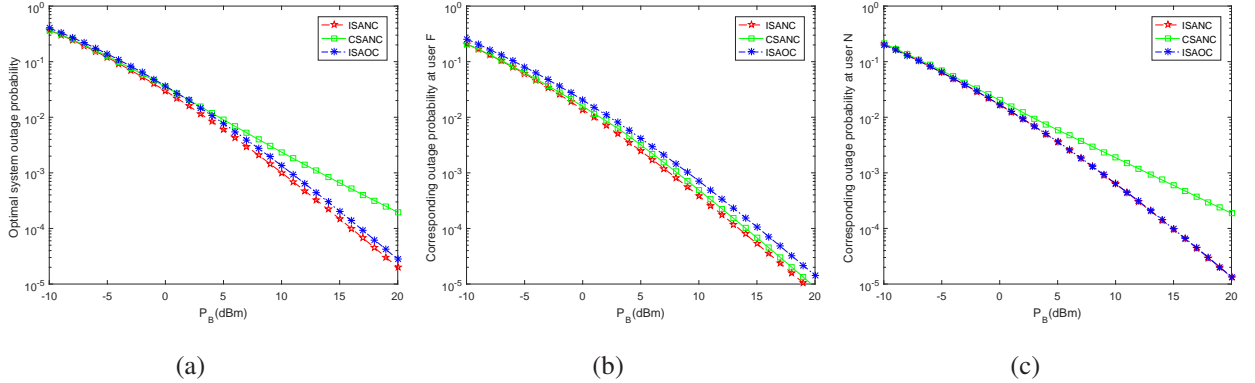 Optimal system outage probability
10^0
10^-1
10^-2
10^-3
10^-4
10^-5
-10 -5 0 5 10 15 20
P_B(dBm)
ISANC
CSANC
ISAOC
(a)
Corresponding outage probability at user F
10^0
10^-1
10^-2
10^-3
10^-4
10^-5
-10 -5 0 5 10 15 20
P_B(dBm)
ISANC
CSANC
ISAOC
(b)
Corresponding outage probability at user N
10^0
10^-1
10^-2
10^-3
10^-4
10^-5
-10 -5 0 5 10 15 20
P_B(dBm)
ISANC
CSANC
ISAOC
(c)